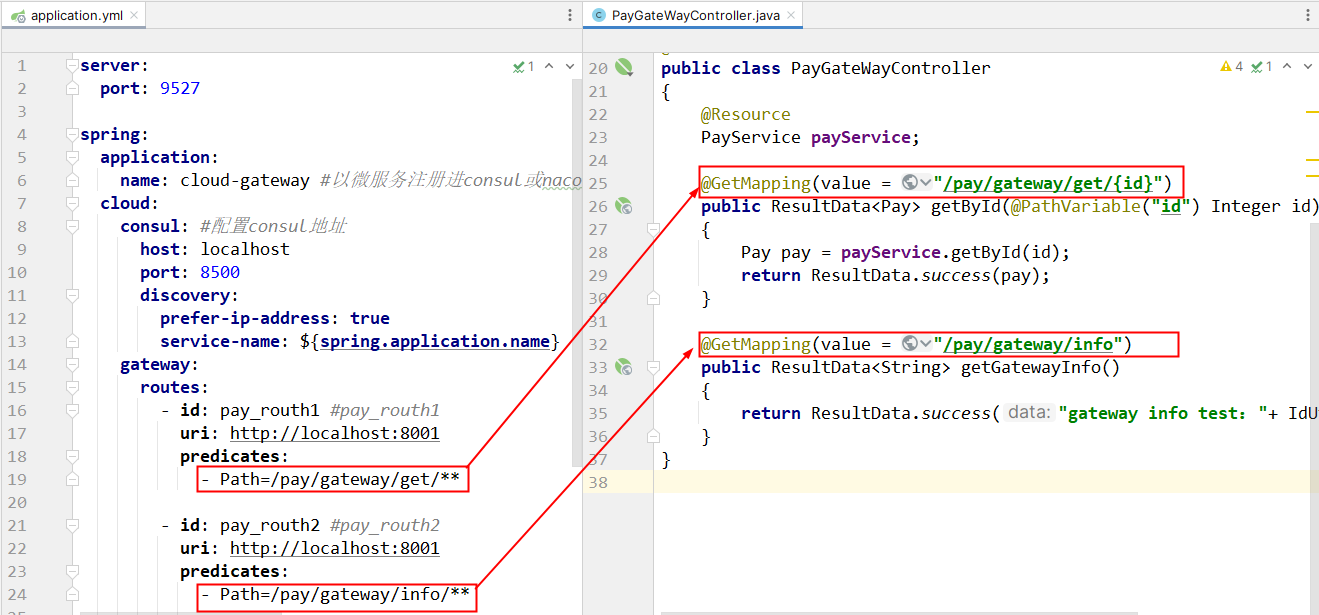 application.yml
PayGateWayController.java
1 server:
2 port: 9527
3
4 spring:
5 application:
6 name: cloud-gateway #以微服务注册进consul或naco
7 cloud:
8 consul: #配置consul地址
9 host: localhost
10 port: 8500
11 discovery:
12 prefer-ip-address: true
13 service-name: ${spring.application.name}
14 gateway:
15 routes:
16 - id: pay_routh1 #pay_routh1
17 uri: http://localhost:8001
18 predicates:
19 - Path=/pay/gateway/get/**
20
21 - id: pay_routh2 #pay_routh2
22 uri: http://localhost:8001
23 predicates:
24 - Path=/pay/gateway/info/**
1
4 1
20 public class PayGateWayController
21 {
22 @Resource
23 PayService payService;
24
25 @GetMapping(value = "/pay/gateway/get/{id}")
26 public ResultData<Pay> getById(@PathVariable("id") Integer id)
27 {
28 Pay pay = payService.getById(id);
29 return ResultData.success(pay);
30 }
31
32 @GetMapping(value = "/pay/gateway/info")
33 public ResultData<String> getGatewayInfo()
34 {
35 return ResultData.success( data: "gateway info test: "+ IdU
36 }
37 }
38